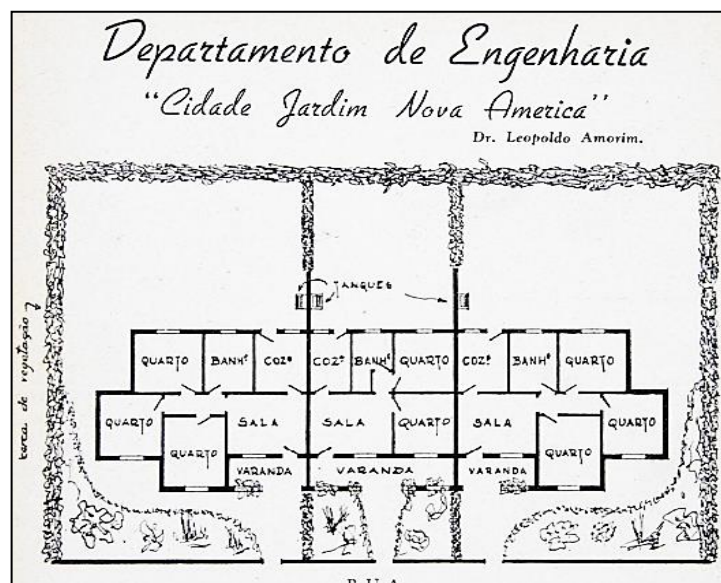 Departamento de Engenharia
"Cidade Jardim Nova America"
Dr. Leopoldo Amorim.
TANQUES
cerca de vegetação
QUARTO BANHº COZª COZª BANHº QUARTO COZª BANHº QUARTO
QUARTO SALA SALA QUARTO SALA QUARTO
QUARTO QUARTO
VARANDA VARANDA VARANDA
RUA